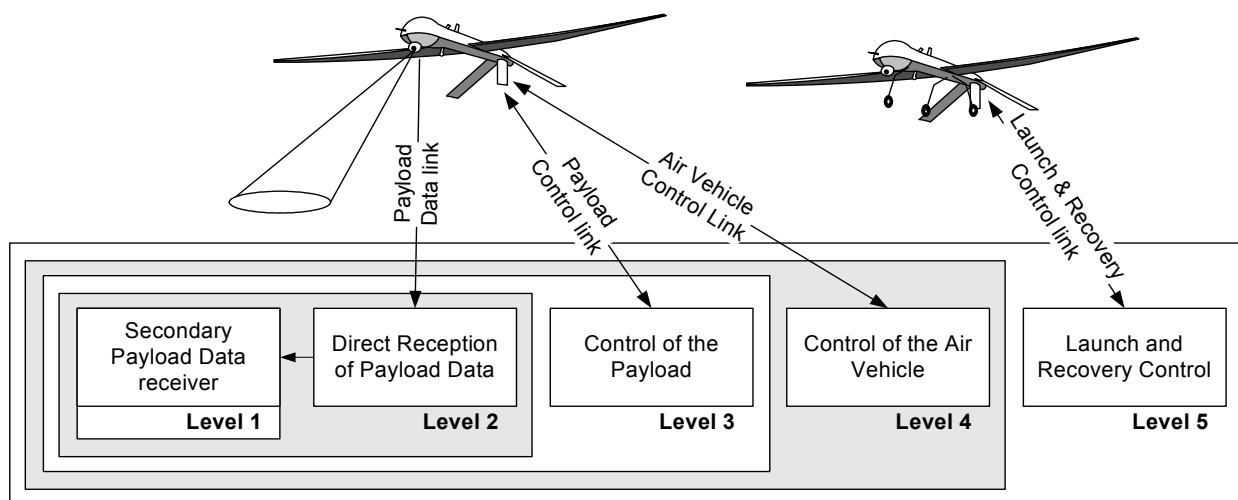 Payload
Data link
Payload
Control link
Air Vehicle
Control Link
Launch & Recovery
Control link
Secondary
Payload Data
receiver
Level 1
Direct Reception
of Payload Data
Level 2
Control of the
Payload
Level 3
Control of the Air
Vehicle
Level 4
Launch and
Recovery Control
Level 5